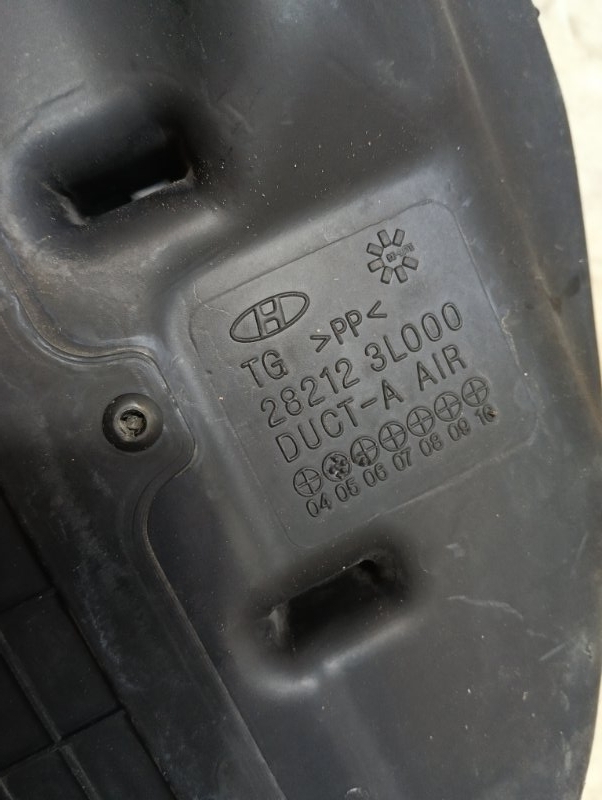 TG >PP<
28212 3L000
DUCT-A AIR
04 05 06 07 08 09 10